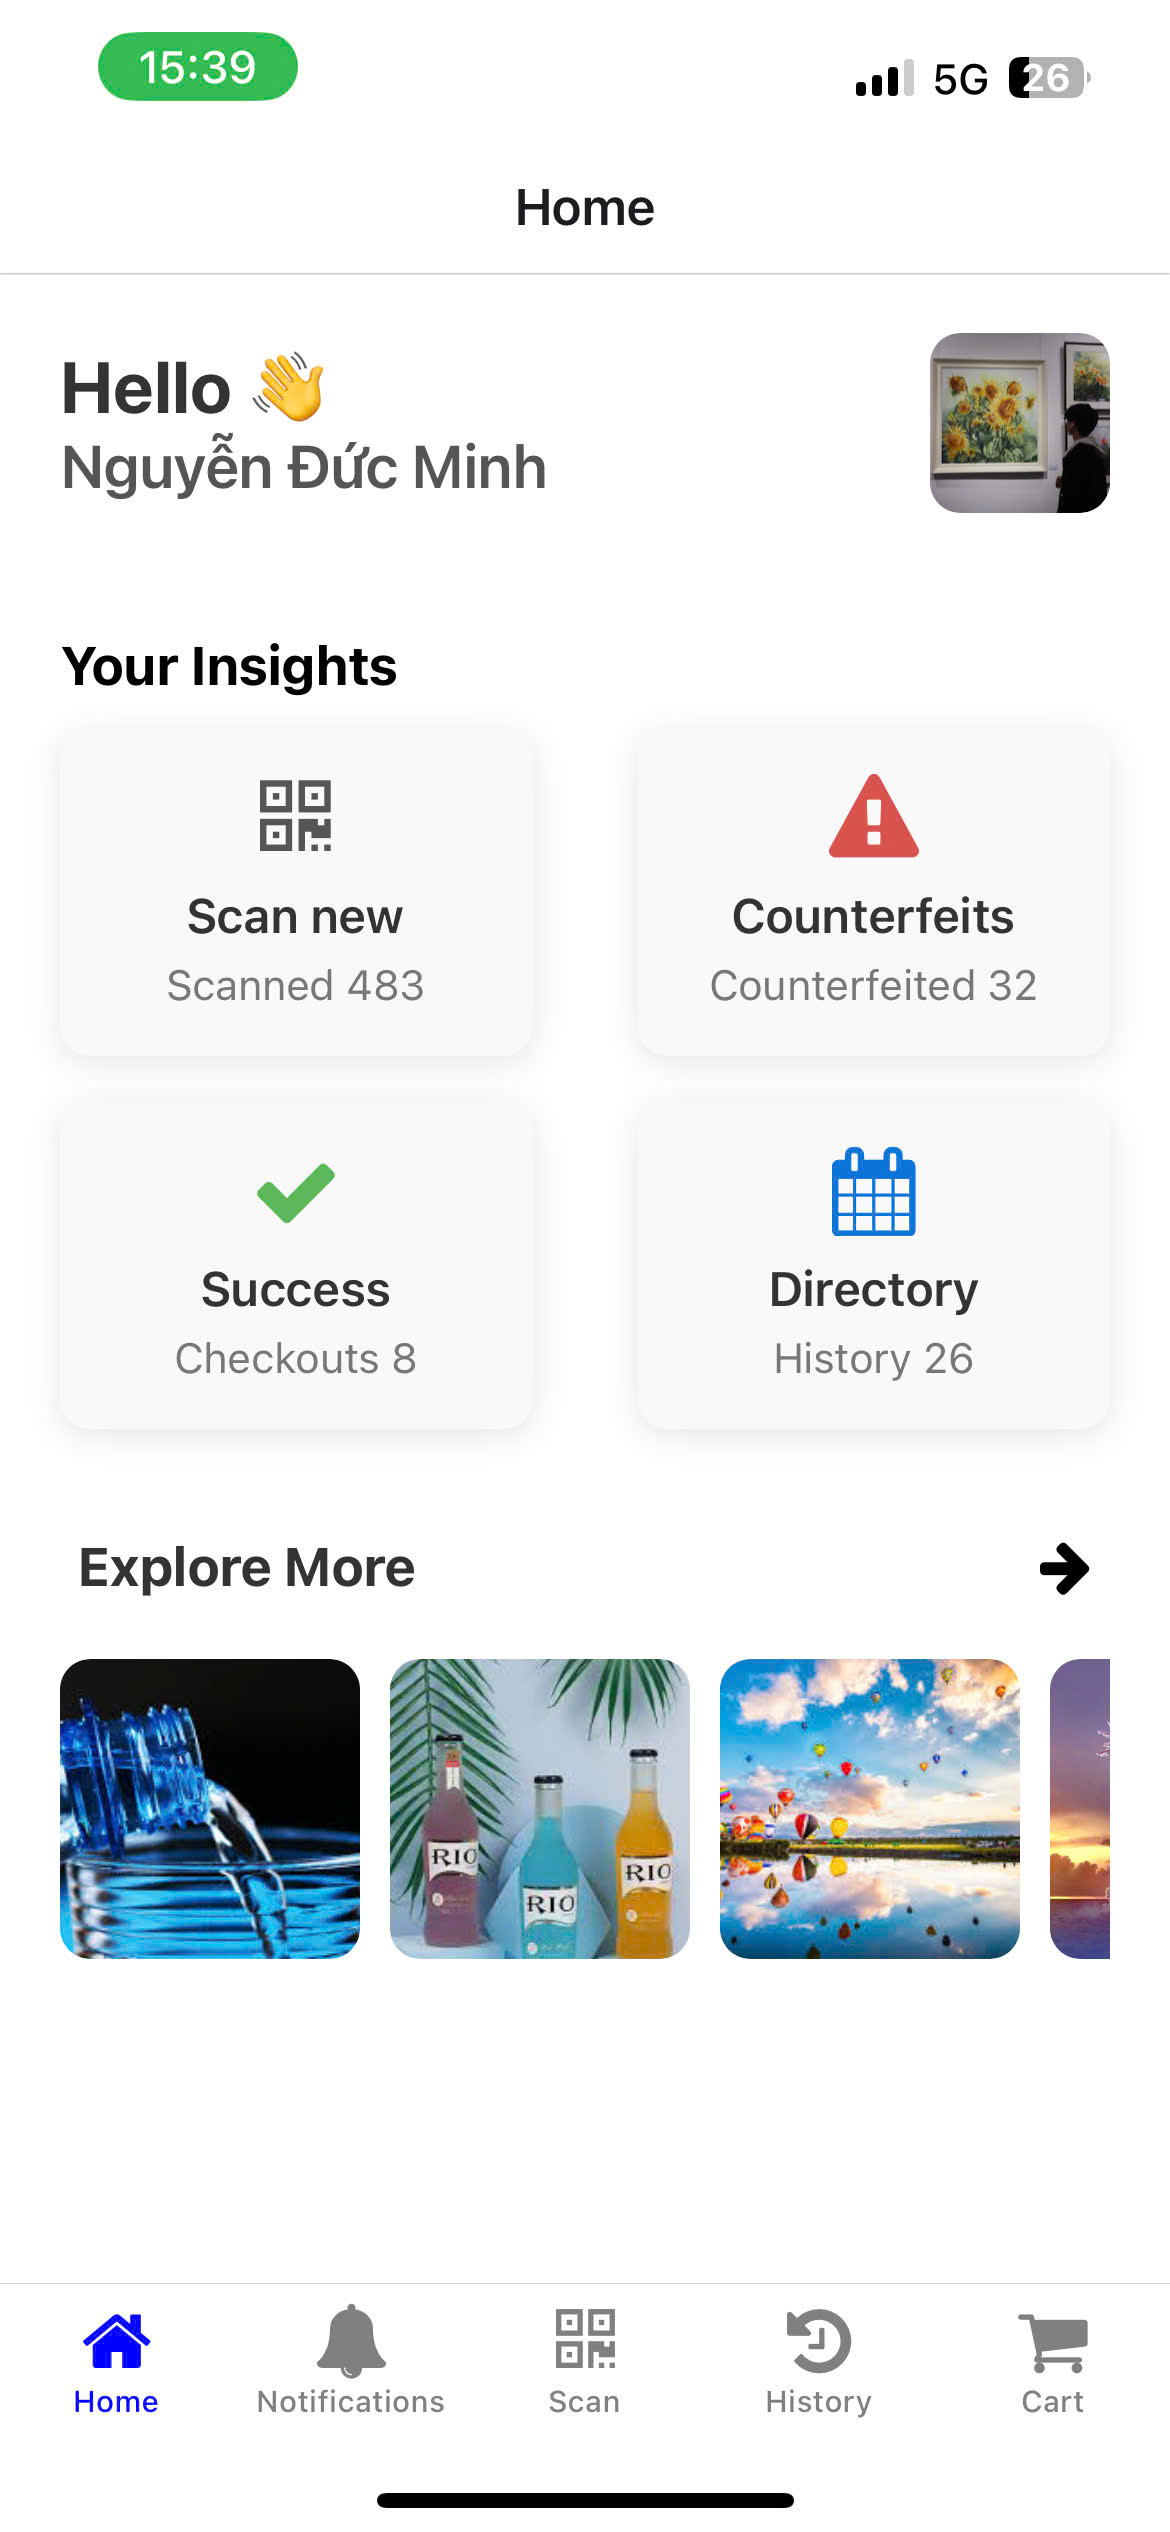 15:39
5G 26
Home
Hello 👋
Nguyễn Đức Minh
Your Insights
Scan new
Scanned 483
Counterfeits
Counterfeited 32
Success
Checkouts 8
Directory
History 26
Explore More
RIO
RIO
RIO
Home
Notifications
Scan
History
Cart